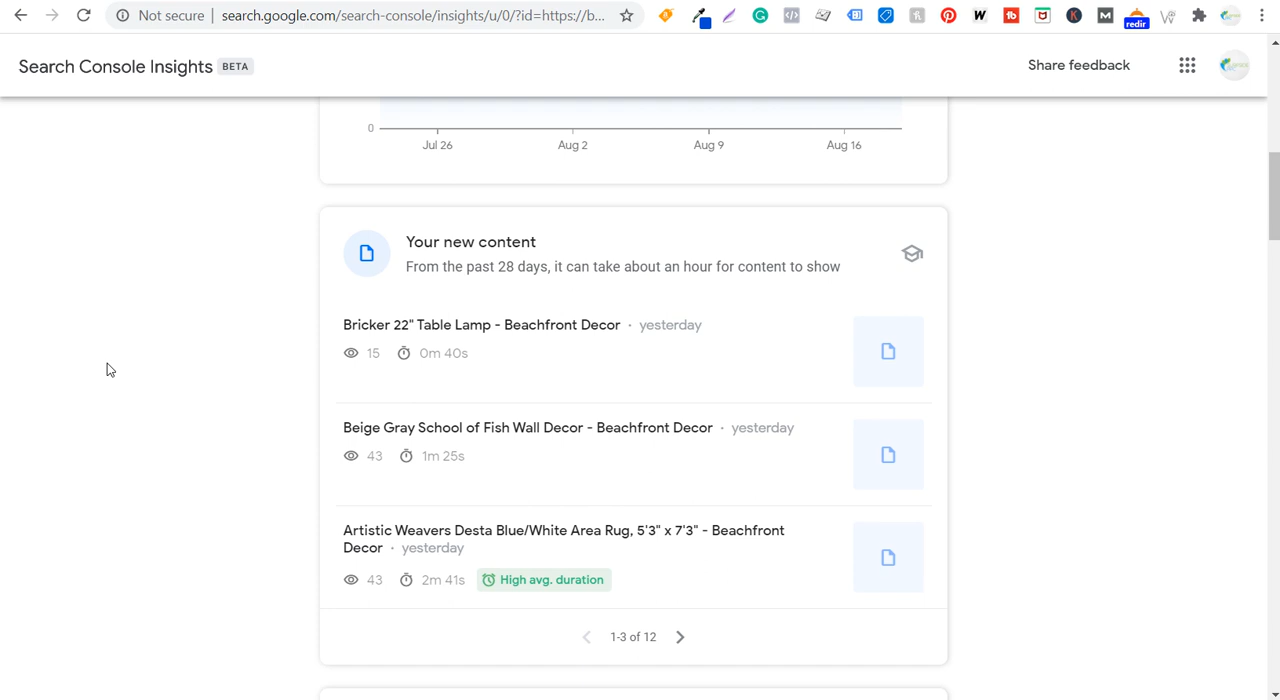 Not secure | search.google.com/search-console/insights/u/0/?id=https://b...
redir
Search Console Insights BETA
Share feedback
0
Jul 26 Aug 2 Aug 9 Aug 16
Your new content
From the past 28 days, it can take about an hour for content to show
Bricker 22" Table Lamp - Beachfront Decor · yesterday
15 0m 40s
Beige Gray School of Fish Wall Decor - Beachfront Decor · yesterday
43 1m 25s
Artistic Weavers Desta Blue/White Area Rug, 5'3" x 7'3" - Beachfront
Decor · yesterday
43 2m 41s High avg. duration
1-3 of 12